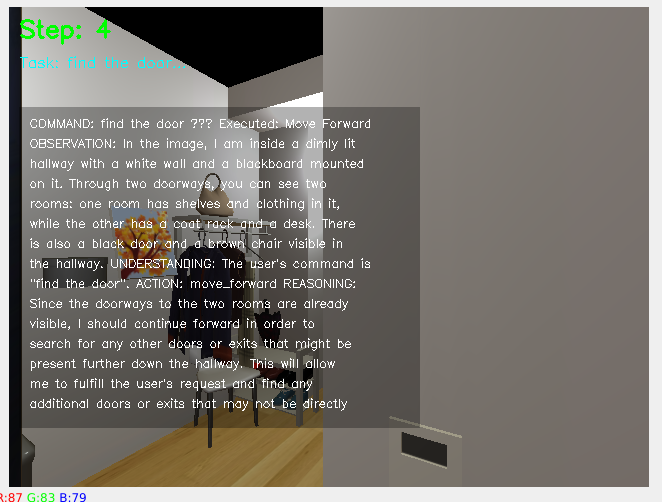 Step: 4
Task: find the door...
COMMAND: find the door ??? Executed: Move Forward
OBSERVATION: In the image, I am inside a dimly lit
hallway with a white wall and a blackboard mounted
on it. Through two doorways, you can see two
rooms: one room has shelves and clothing in it,
while the other has a coat rack and a desk. There
is also a black door and a brown chair visible in
the hallway. UNDERSTANDING: The user's command is
"find the door". ACTION: move_forward REASONING:
Since the doorways to the two rooms are already
visible, I should continue forward in order to
search for any other doors or exits that might be
present further down the hallway. This will allow
me to fulfill the user's request and find any
additional doors or exits that may not be directly
R:87 G:83 B:79